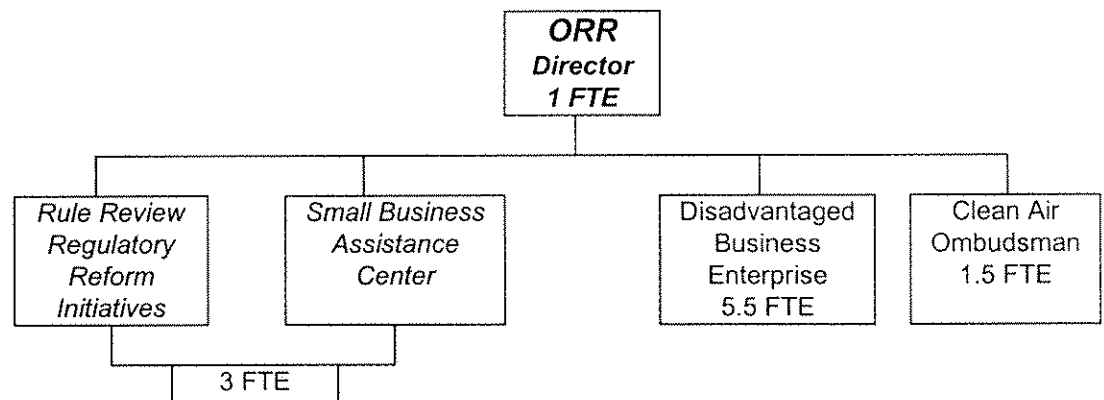 ORR
Director
1 FTE
Rule Review
Regulatory
Reform
Initiatives
Small Business
Assistance
Center
Disadvantaged
Business
Enterprise
5.5 FTE
Clean Air
Ombudsman
1.5 FTE
3 FTE